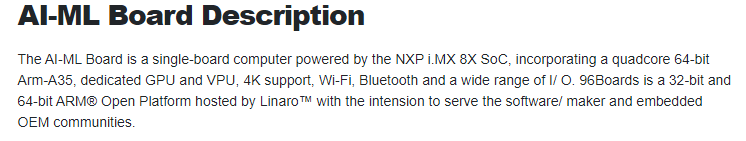 AI-ML Board Description
The AI-ML Board is a single-board computer powered by the NXP i.MX 8X SoC, incorporating a quadcore 64-bit
Arm-A35, dedicated GPU and VPU, 4K support, Wi-Fi, Bluetooth and a wide range of I/ O. 96Boards is a 32-bit and
64-bit ARM® Open Platform hosted by Linaro™ with the intension to serve the software/ maker and embedded
OEM communities.